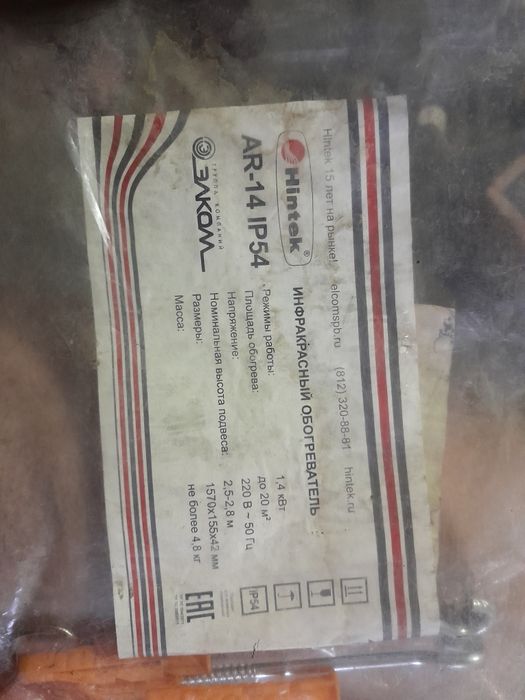 Hintek 15 лет на рынке! elcomspb.ru (812) 320-88-81 hintek.ru
Hintek®
ИНФРАКРАСНЫЙ ОБОГРЕВАТЕЛЬ
AR-14 IP54
Режимы работы: 1,4 кВт
Площадь обогрева: до 20 м²
Напряжение: 220 В ~ 50 Гц
Номинальная высота подвеса: 2,5-2,8 м
Размеры: 1570x155x42 мм
Масса: не более 4,8 кг
ГРУППА КОМПАНИЙ
ЭЛКОМ
IP54
EAC